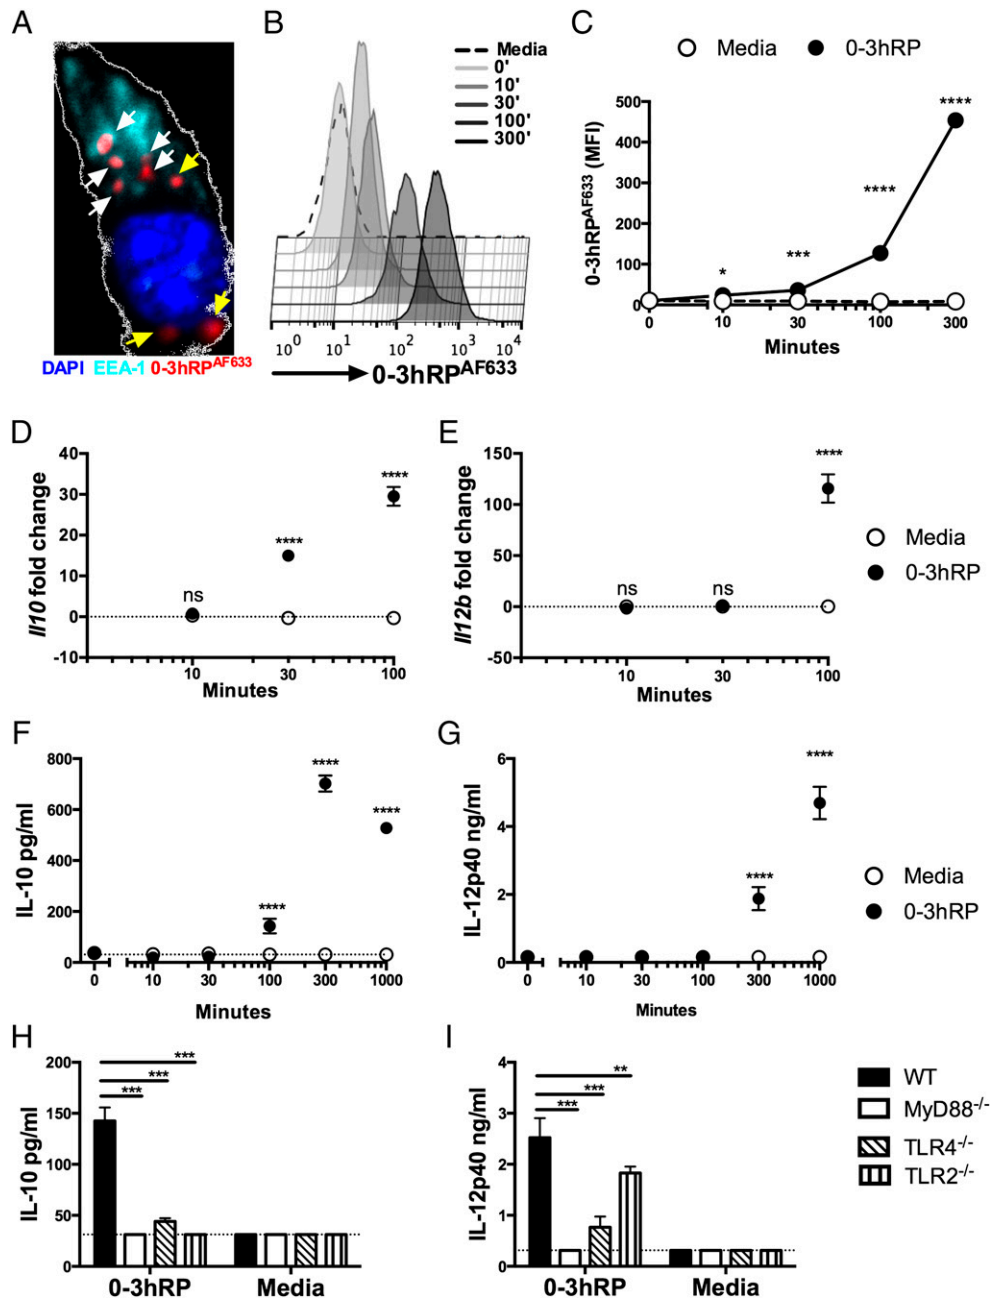 A
DAPI EEA-1 0-3hRP^AF633
B
Media
0'
10'
30'
100'
300'
10^0 10^1 10^2 10^3 10^4
0-3hRP^AF633
C
Media 0-3hRP
0-3hRP^AF633 (MFI)
500
400
300
200
100
0
* *** **** ****
0 10 30 100 300
Minutes
D
Il10 fold change
40
30
20
10
0
-10
ns **** ****
10 30 100
Minutes
E
Il12b fold change
150
100
50
0
-50
ns ns ****
10 30 100
Minutes
Media
0-3hRP
F
IL-10 pg/ml
800
600
400
200
0
**** **** ****
0 10 30 100 300 1000
Minutes
G
IL-12p40 ng/ml
6
4
2
0
**** ****
0 10 30 100 300 1000
Minutes
Media
0-3hRP
H
IL-10 pg/ml
200
150
100
50
0
***
***
***
0-3hRP Media
I
IL-12p40 ng/ml
4
3
2
1
0
**
***
***
0-3hRP Media
WT
MyD88^-/-
TLR4^-/-
TLR2^-/-